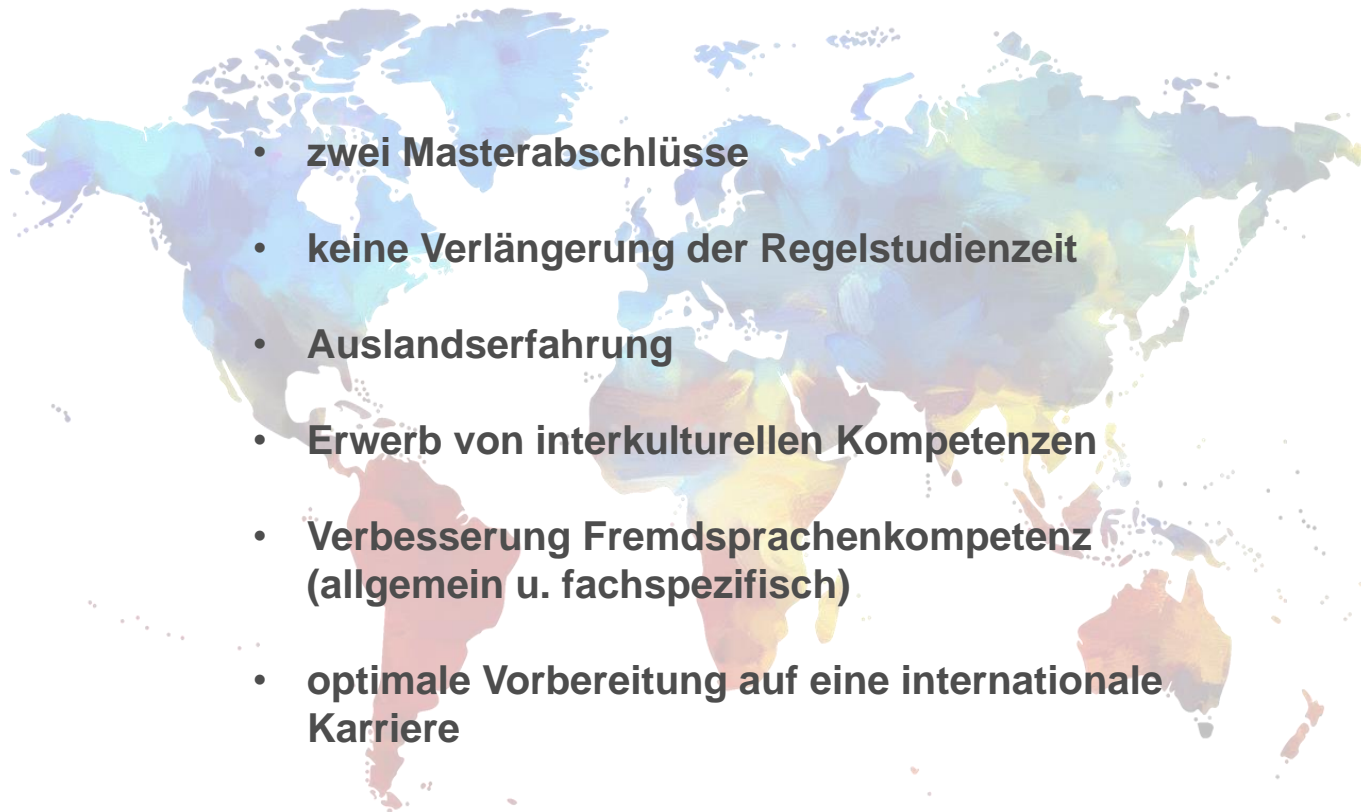 • zwei Masterabschlüsse
• keine Verlängerung der Regelstudienzeit
• Auslandserfahrung
• Erwerb von interkulturellen Kompetenzen
• Verbesserung Fremdsprachenkompetenz
(allgemein u. fachspezifisch)
• optimale Vorbereitung auf eine internationale
Karriere